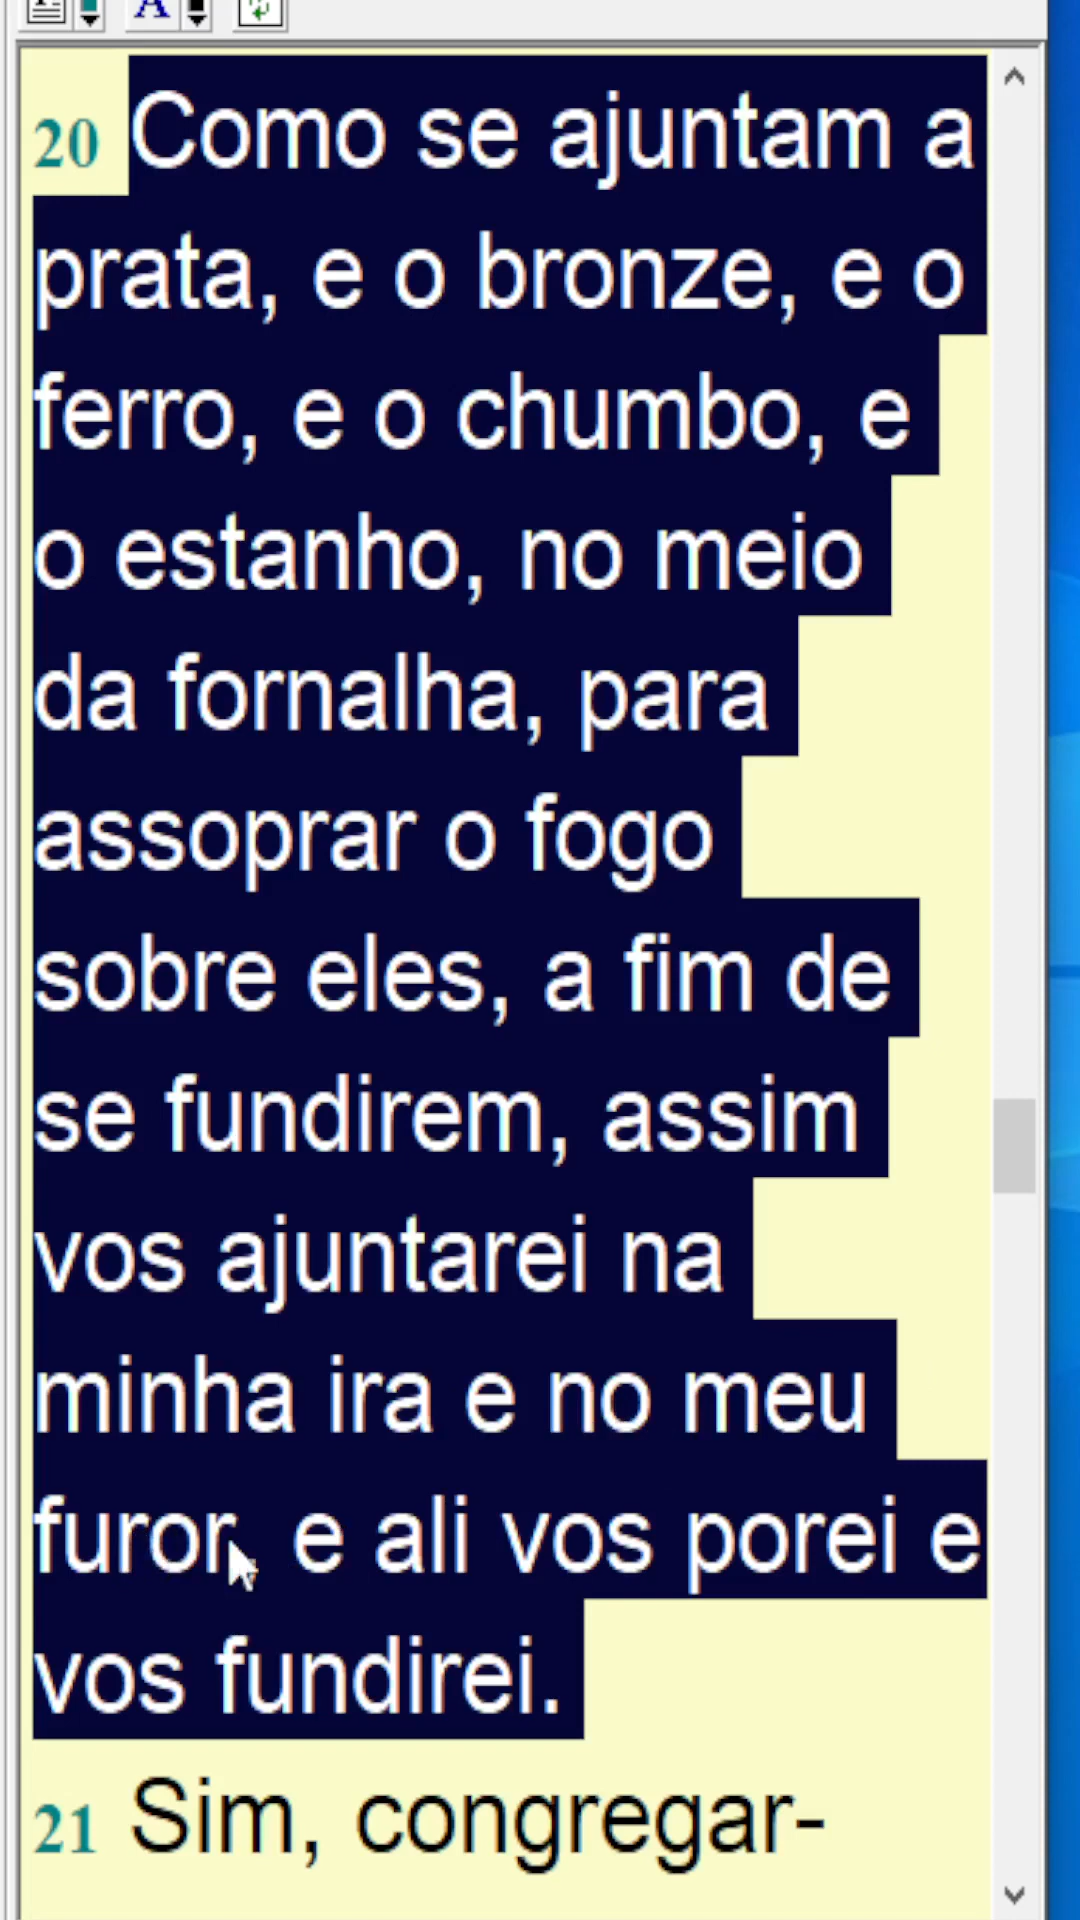 20 Como se ajuntam a
prata, e o bronze, e o
ferro, e o chumbo, e
o estanho, no meio
da fornalha, para
assoprar o fogo
sobre eles, a fim de
se fundirem, assim
vos ajuntarei na
minha ira e no meu
furor, e ali vos porei e
vos fundirei.
21 Sim, congregar-